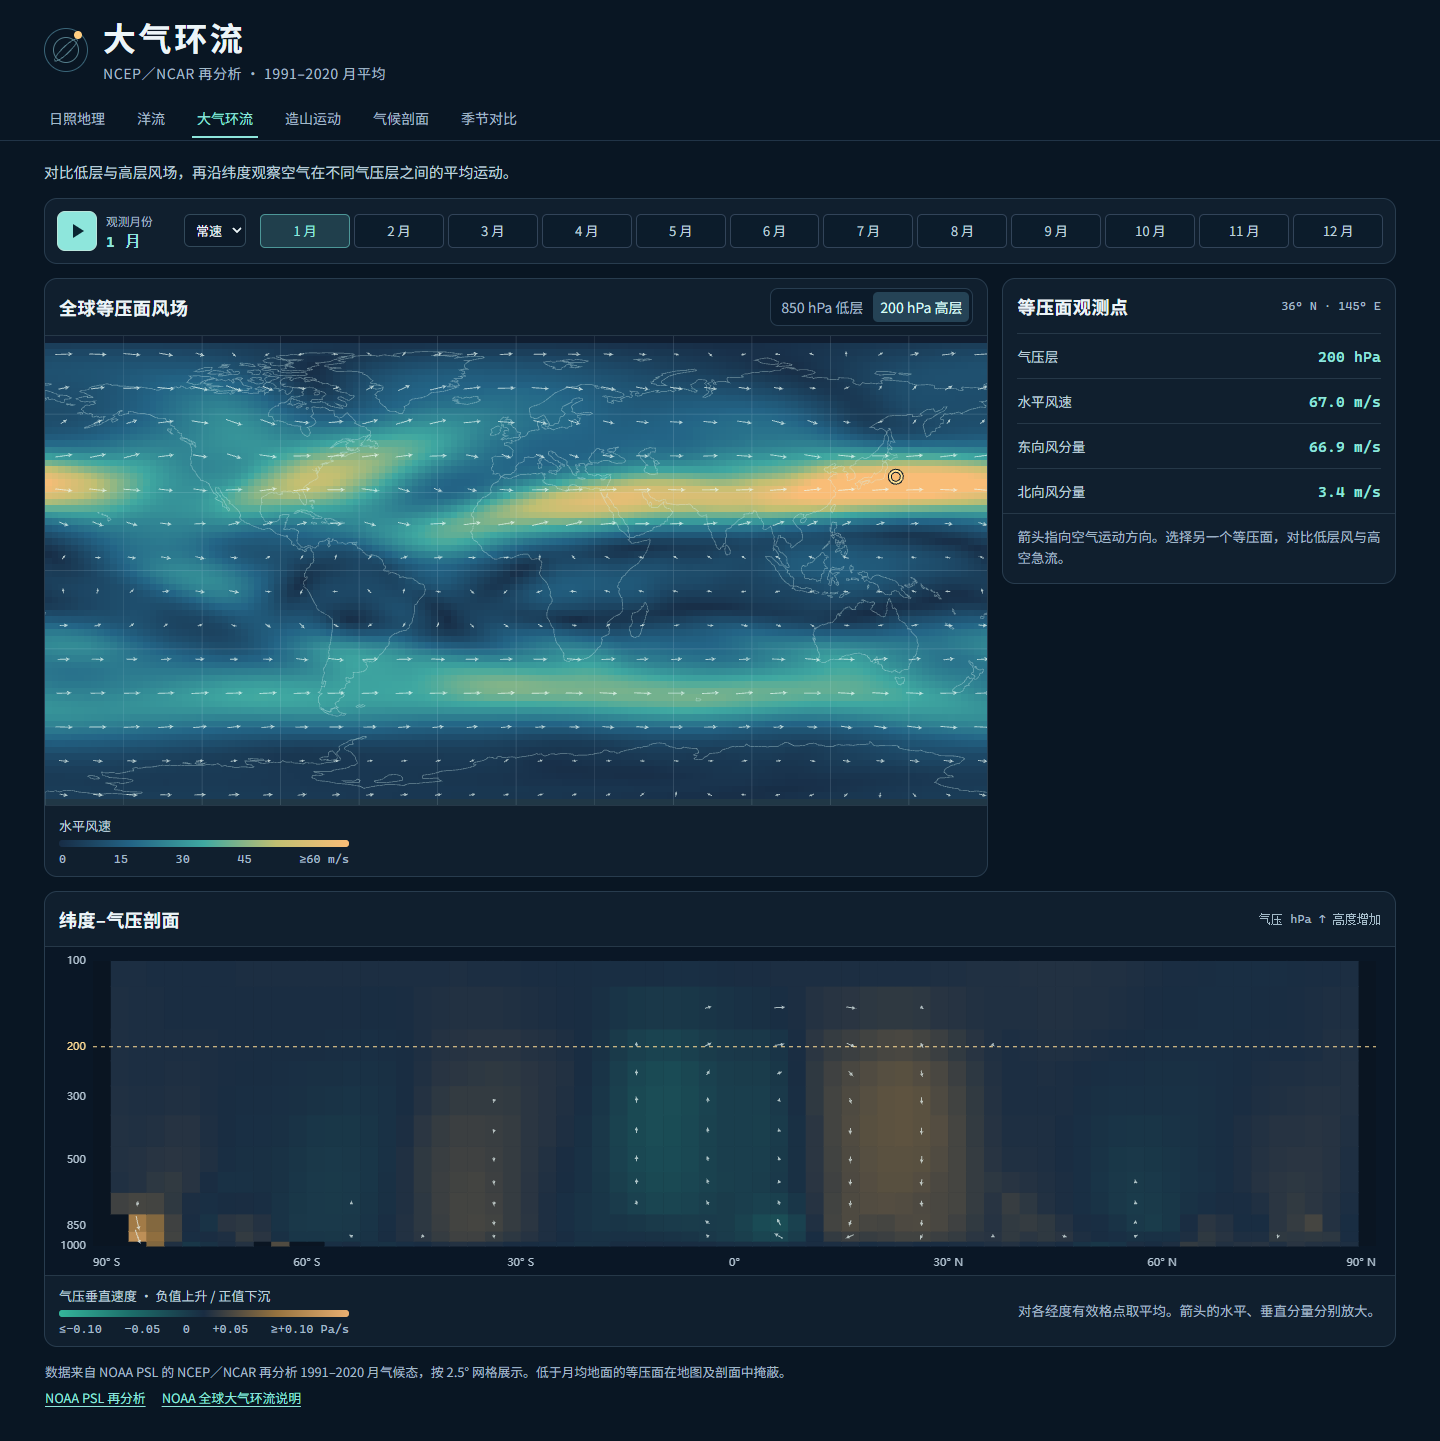 大气环流
NCEP／NCAR 再分析 · 1991–2020 月平均
日照地理 洋流 大气环流 造山运动 气候剖面 季节对比
对比低层与高层风场，再沿纬度观察空气在不同气压层之间的平均运动。
观测月份
1 月
常速
1 月 2 月 3 月 4 月 5 月 6 月 7 月 8 月 9 月 10 月 11 月 12 月
全球等压面风场
850 hPa 低层 200 hPa 高层
等压面观测点
36° N · 145° E
气压层 200 hPa
水平风速 67.0 m/s
东向风分量 66.9 m/s
北向风分量 3.4 m/s
箭头指向空气运动方向。选择另一个等压面，对比低层风与高
空急流。
水平风速
0 15 30 45 ≥60 m/s
纬度–气压剖面
气压 hPa ↑ 高度增加
100
200
300
500
850
1000
90° S 60° S 30° S 0° 30° N 60° N 90° N
气压垂直速度 · 负值上升 / 正值下沉
≤−0.10 −0.05 0 +0.05 ≥+0.10 Pa/s
对各经度有效格点取平均。箭头的水平、垂直分量分别放大。
数据来自 NOAA PSL 的 NCEP／NCAR 再分析 1991–2020 月气候态，按 2.5° 网格展示。低于月均地面的等压面在地图及剖面中掩蔽。
NOAA PSL 再分析 NOAA 全球大气环流说明